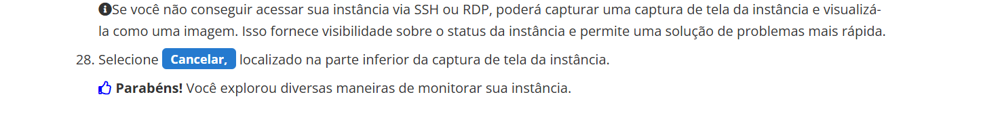 Se você não conseguir acessar sua instância via SSH ou RDP, poderá capturar uma captura de tela da instância e visualizá-
la como uma imagem. Isso fornece visibilidade sobre o status da instância e permite uma solução de problemas mais rápida.
28. Selecione Cancelar, localizado na parte inferior da captura de tela da instância.
Parabéns! Você explorou diversas maneiras de monitorar sua instância.